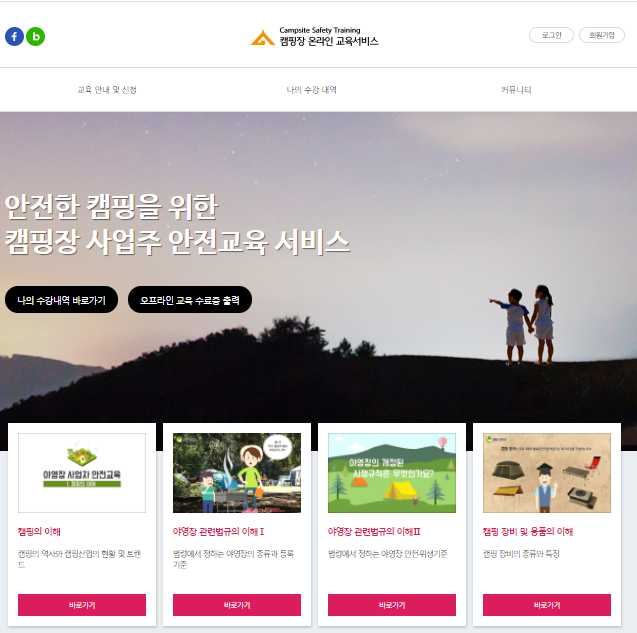 Campsite Safety Training
캠핑장 온라인 교육서비스
로그인
회원가입
교육 안내 및 신청
나의 수강 내역
커뮤니티
안전한 캠핑을 위한
캠핑장 사업주 안전교육 서비스
나의 수강내역 바로가기
오프라인 교육 수료증 출력
야영장 사업자 안전교육
야영장의 개정된
시행규칙은 무엇인가요?
캠핑의 이해
캠핑의 역사와 캠핑산업의 현황 및 트랜
드
바로가기
야영장 관련법규의 이해 I
법령에서 정하는 야영장의 종류과 등록
기준
바로가기
야영장 관련법규의 이해 II
법령에서 정하는 야영장 안전위생기준
바로가기
캠핑 장비 및 용품의 이해
캠핑 장비의 종류와 특징
바로가기